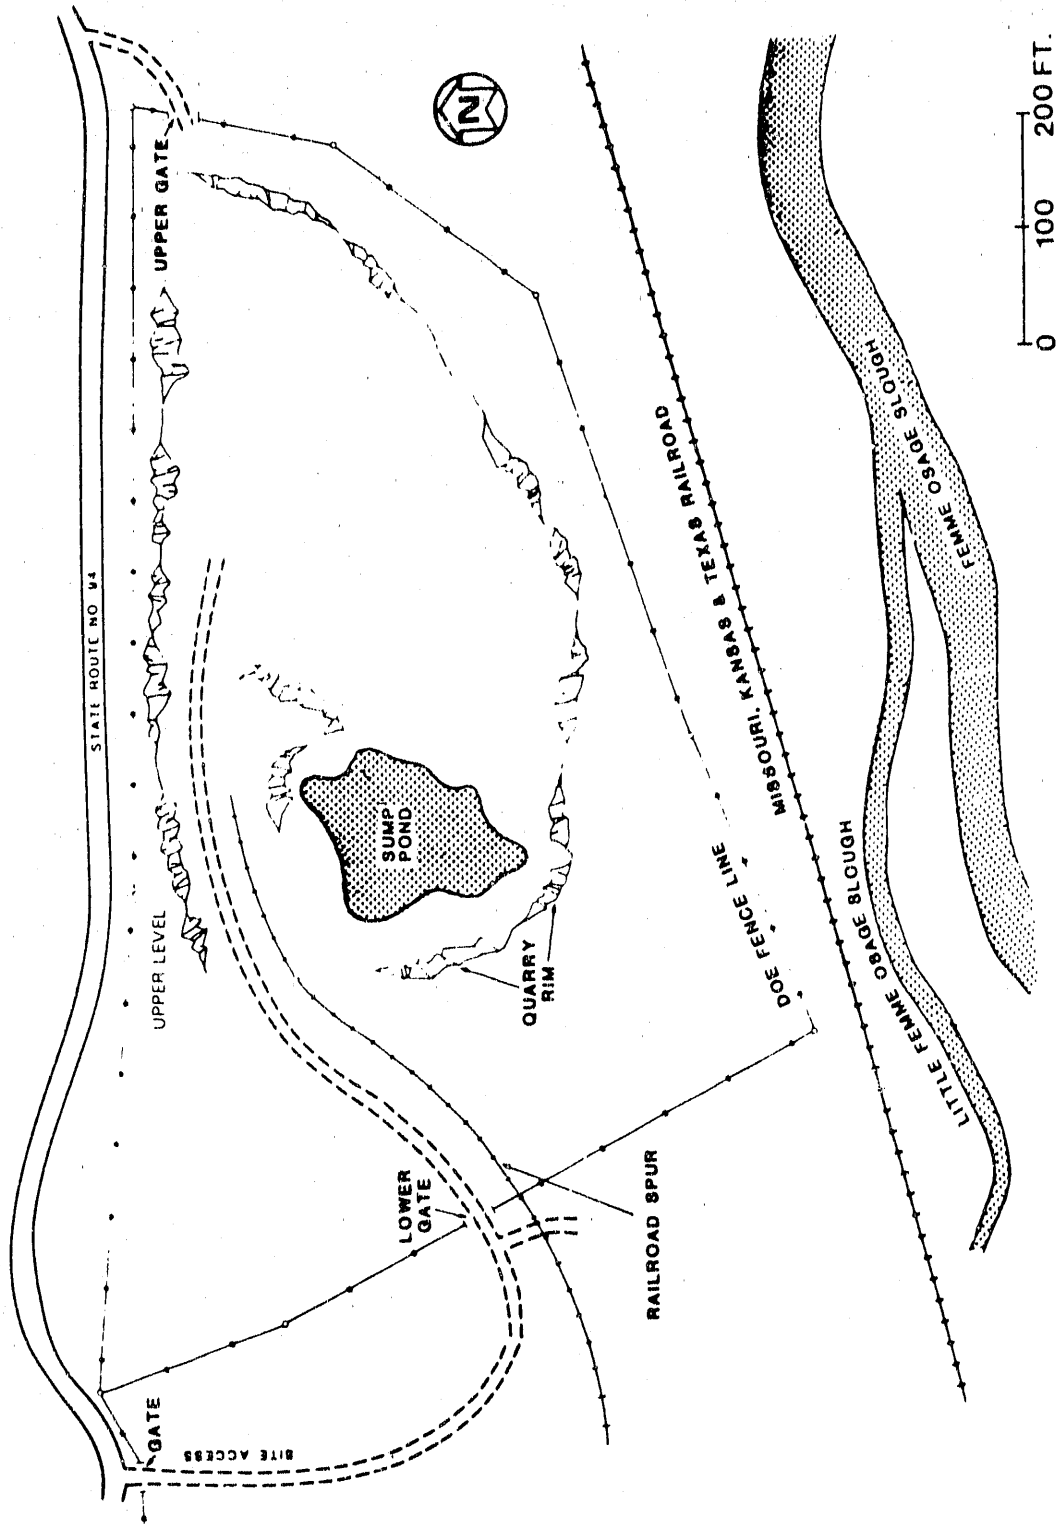 STATE ROUTE NO 94
UPPER GATE
UPPER LEVEL
N
SUMP
POND
QUARRY
RIM
DOE FENCE LINE
MISSOURI, KANSAS & TEXAS RAILROAD
FEMME OSAGE SLOUGH
FEMME OSAGE SLOUGH
LITTLE FEMME OSAGE SLOUGH
LOWER
GATE
RAILROAD SPUR
GATE
SITE ACCESS
0 100 200 FT.